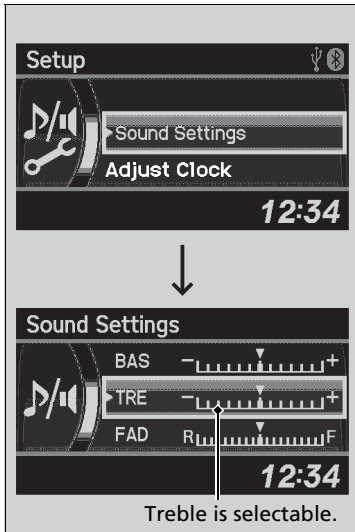 Setup
Sound Settings
Adjust Clock
12:34
Sound Settings
BAS - +
TRE - +
FAD R F
12:34
Treble is selectable.